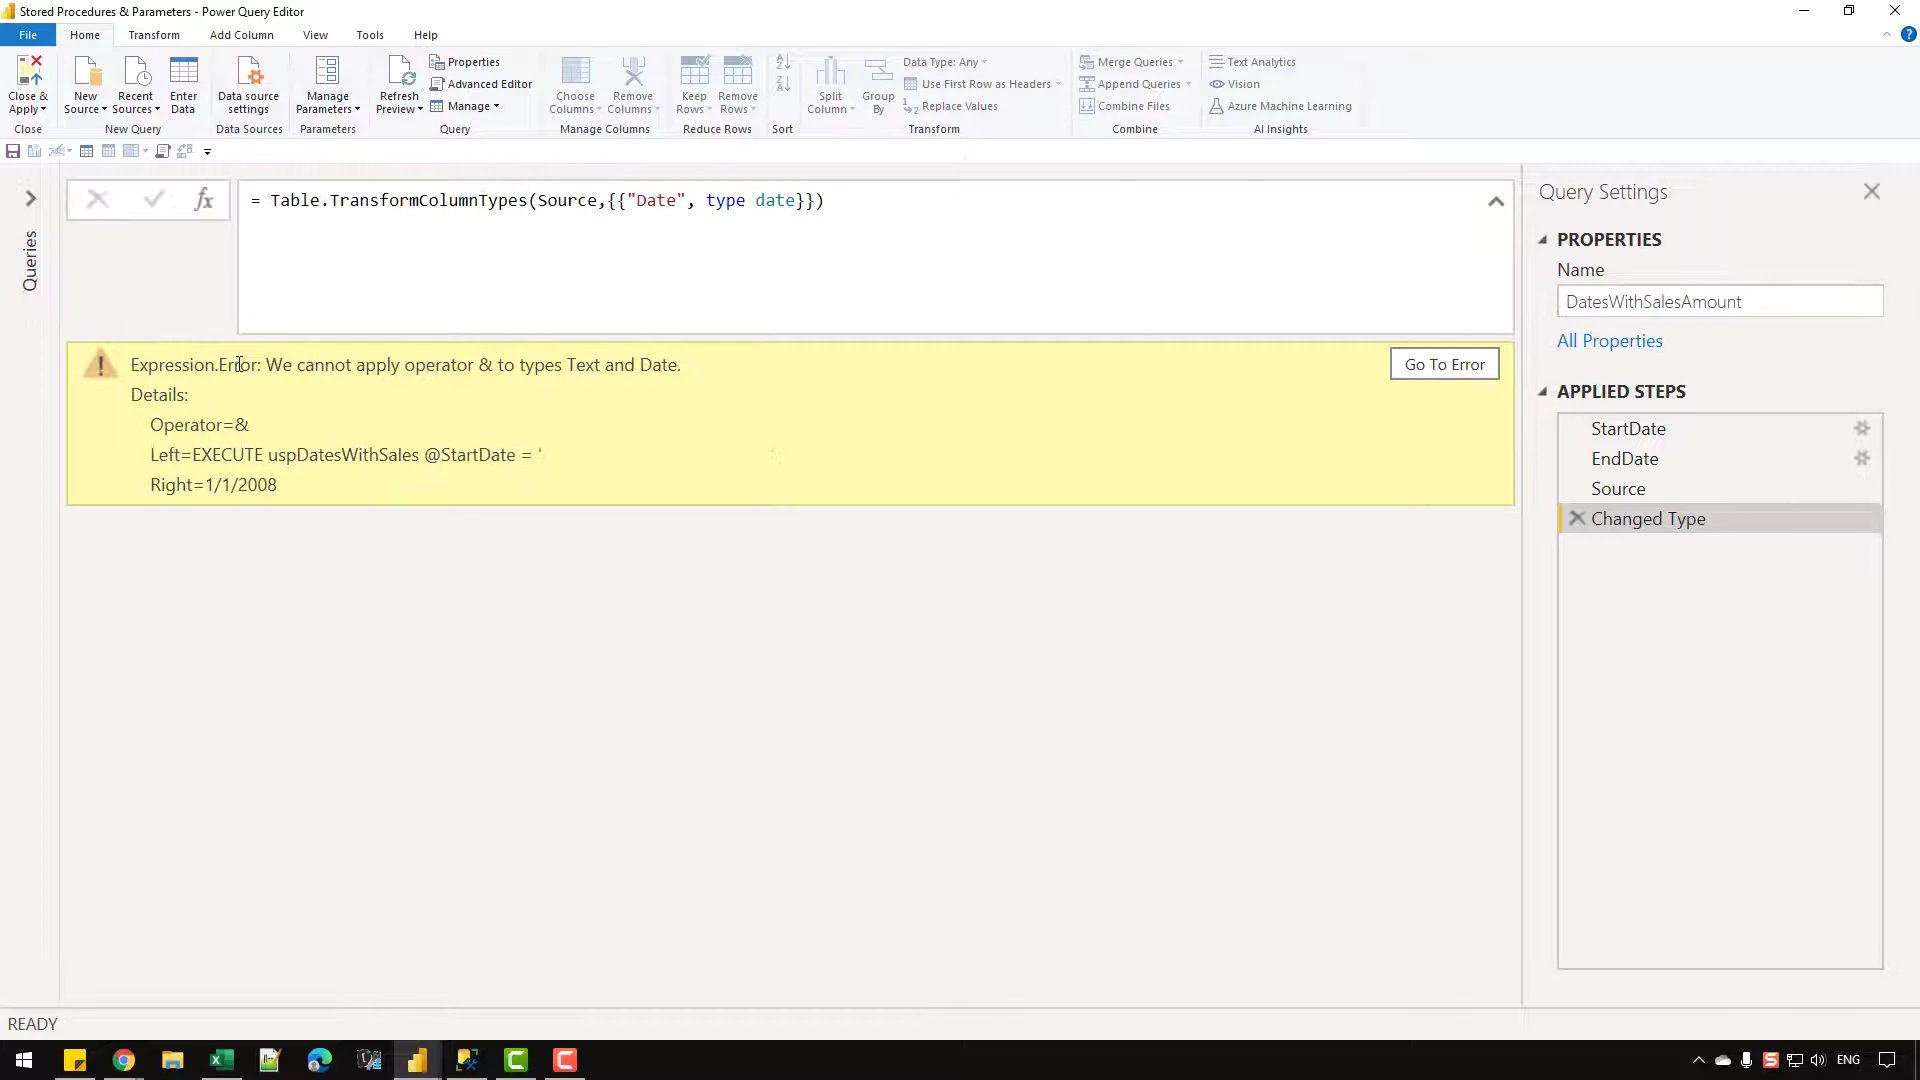 Stored Procedures & Parameters - Power Query Editor
File Home Transform Add Column View Tools Help
Close & Apply
New Source
Recent Sources
Enter Data
Data source settings
Manage Parameters
Refresh Preview
Properties
Advanced Editor
Manage
Choose Columns
Remove Columns
Keep Rows
Remove Rows
Split Column
Group By
Data Type: Any
Use First Row as Headers
Replace Values
Merge Queries
Append Queries
Combine Files
Text Analytics
Vision
Azure Machine Learning
Close New Query Data Sources Parameters Query Manage Columns Reduce Rows Sort Transform Combine AI Insights
Queries
fx
= Table.TransformColumnTypes(Source,{{"Date", type date}})
Expression.Error: We cannot apply operator & to types Text and Date.
Go To Error
Details:
Operator=&
Left=EXECUTE uspDatesWithSales @StartDate = '
Right=1/1/2008
Query Settings
PROPERTIES
Name
DatesWithSalesAmount
All Properties
APPLIED STEPS
StartDate
EndDate
Source
Changed Type
READY
ENG